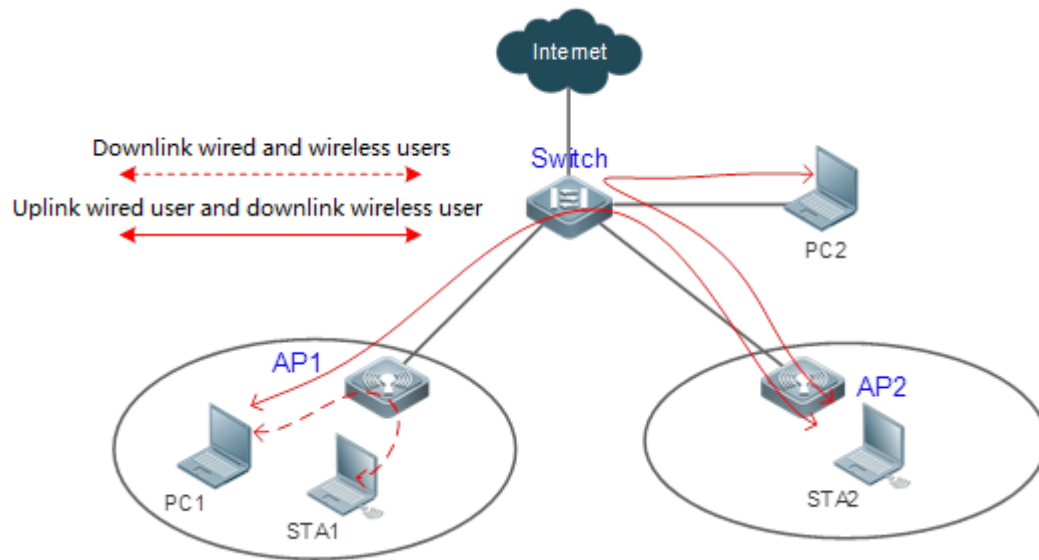 Internet
Downlink wired and wireless users
Switch
Uplink wired user and downlink wireless user
PC2
AP1
AP2
PC1
STA1
STA2